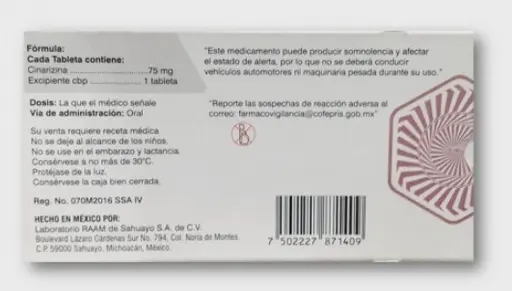 Fórmula:
Cada Tableta contiene:
Cinarizina ................................ 75 mg
Excipiente cbp ................... 1 tableta
"Este medicamento puede producir somnolencia y afectar
el estado de alerta, por lo que no se deberá conducir
vehículos automotores ni maquinaria pesada durante su uso."
Dosis: La que el médico señale
Vía de administración: Oral
"Reporte las sospechas de reacción adversa al
correo: farmacovigilancia@cofepris.gob.mx"
Su venta requiere receta médica
No se deje al alcance de los niños.
No se use en el embarazo y lactancia.
Consérvese a no más de 30°C.
Protéjase de la luz.
Consérvese la caja bien cerrada.
Reg. No. 070M2016 SSA IV
HECHO EN MÉXICO POR:
Laboratorio RAAM de Sahuayo S.A. de C.V.
Boulevard Lázaro Cárdenas Sur No. 794, Col. Noria de Montes.
C.P. 59000 Sahuayo, Michoacán, México.
7 502227 871409